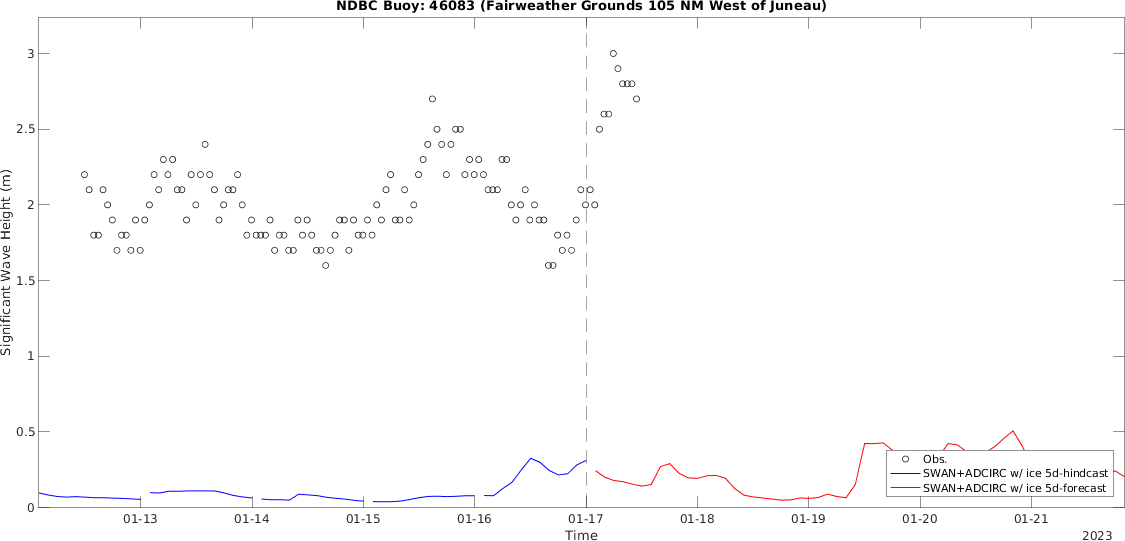 NDBC Buoy: 46083 (Fairweather Grounds 105 NM West of Juneau)
Significant Wave Height (m)
3
2.5
2
1.5
1
0.5
0
Obs.
SWAN+ADCIRC w/ ice 5d-hindcast
SWAN+ADCIRC w/ ice 5d-forecast
01-13 01-14 01-15 01-16 01-17 01-18 01-19 01-20 01-21
Time
2023